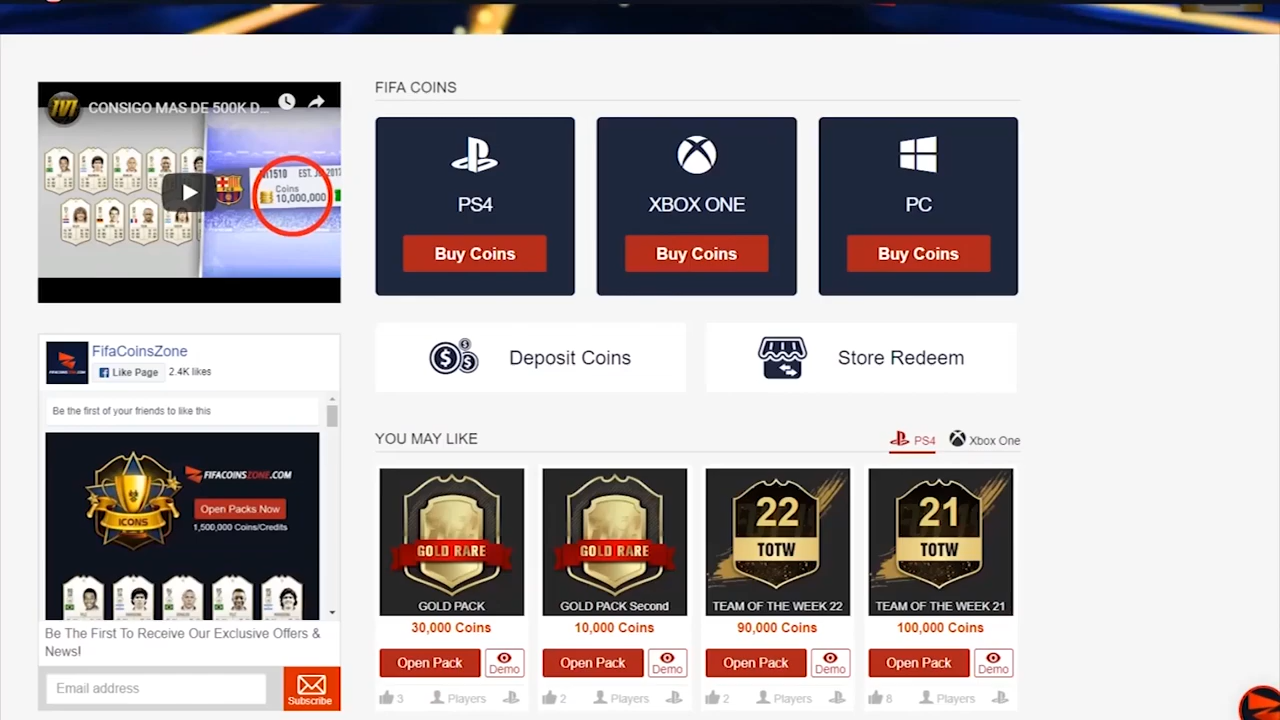 CONSIGO MAS DE 500K D...
EST. JUL 2017
Coins
10,000,000
FifaCoinsZone
Like Page
2.4K likes
Be the first of your friends to like this
FIFACOINSZONE.COM
Open Packs Now
1,500,000 Coins/Credits
ICONS
Be The First To Receive Our Exclusive Offers &
News!
Email address
Subscribe
FIFA COINS
PS4
XBOX ONE
PC
Buy Coins
Buy Coins
Buy Coins
Deposit Coins
Store Redeem
YOU MAY LIKE
PS4
Xbox One
GOLD RARE
GOLD PACK
30,000 Coins
Open Pack
Demo
3
Players
GOLD RARE
GOLD PACK Second
10,000 Coins
Open Pack
Demo
2
Players
22
TOTW
TEAM OF THE WEEK 22
90,000 Coins
Open Pack
Demo
2
Players
21
TOTW
TEAM OF THE WEEK 21
100,000 Coins
Open Pack
Demo
8
Players